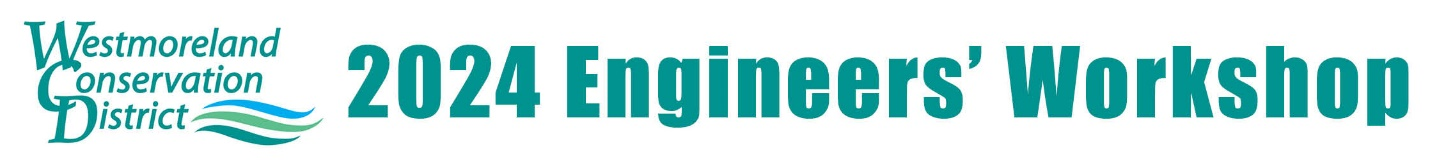 Westmoreland
Conservation
District
2024 Engineers’ Workshop